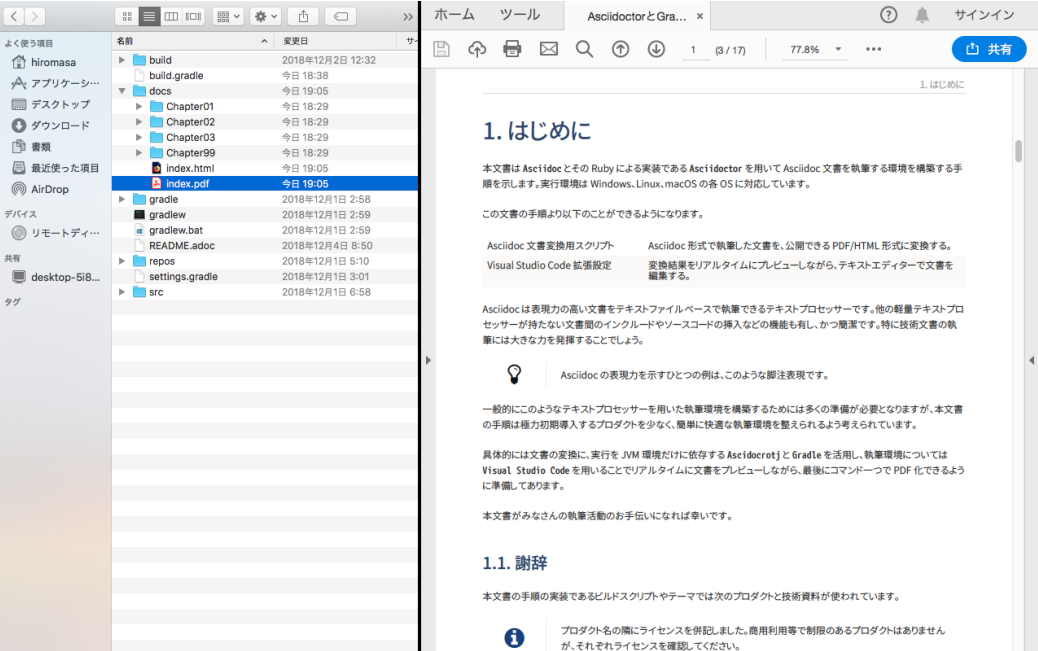 よく使う項目
hiromasa
アプリケーシ…
デスクトップ
ダウンロード
書類
最近使った項目
AirDrop
デバイス
リモートディ…
共有
desktop-5i8…
タグ
名前 変更日 サイ
build 2018年12月2日 12:32
build.gradle 今日 18:38
docs 今日 19:05
Chapter01 今日 18:29
Chapter02 今日 18:29
Chapter03 今日 18:29
Chapter99 今日 18:29
index.html 今日 19:05
index.pdf 今日 19:05
gradle 2018年12月1日 2:58
gradlew 2018年12月1日 2:59
gradlew.bat 2018年12月1日 2:59
README.adoc 2018年12月4日 8:50
repos 2018年12月1日 5:10
settings.gradle 2018年12月1日 3:01
src 2018年12月1日 6:58
ホーム ツール AsciidoctorとGra… × サインイン
1 (3 / 17) 77.8% 共有
1. はじめに
1. はじめに
本文書は Asciidoc とその Ruby による実装である Asciidoctor を用いて Asciidoc 文書を執筆する環境を構築する手
順を示します。実行環境は Windows、Linux、macOS の各 OS に対応しています。
この文書の手順より以下のことができるようになります。
Asciidoc 文書変換用スクリプト Asciidoc 形式で執筆した文書を、公開できる PDF/HTML 形式に変換する。
Visual Studio Code 拡張設定 変換結果をリアルタイムにプレビューしながら、テキストエディターで文書を
編集する。
Asciidoc は表現力の高い文書をテキストファイルベースで執筆できるテキストプロセッサーです。他の軽量テキストプロ
セッサーが持たない文書間のインクルードやソースコードの挿入などの機能も有し、かつ簡潔です。特に技術文書の執
筆には大きな力を発揮することでしょう。
Asciidoc の表現力を示すひとつの例は、このような脚注表現です。
一般的にこのようなテキストプロセッサーを用いた執筆環境を構築するためには多くの準備が必要となりますが、本文書
の手順は極力初期導入するプロダクトを少なく、簡単に快適な執筆環境を整えられるよう考えられています。
具体的には文書の変換に、実行を JVM 環境だけに依存する Ascidocrotj と Gradle を活用し、執筆環境については
Visual Studio Code を用いることでリアルタイムに文書をプレビューしながら、最後にコマンド一つで PDF 化できるよう
に準備してあります。
本文書がみなさんの執筆活動のお手伝いになれば幸いです。
1.1. 謝辞
本文書の手順の実装であるビルドスクリプトやテーマでは次のプロダクトと技術資料が使われています。
プロダクト名の隣にライセンスを併記しました。商用利用等で制限のあるプロダクトはありません
が、それぞれライセンスを確認してください。